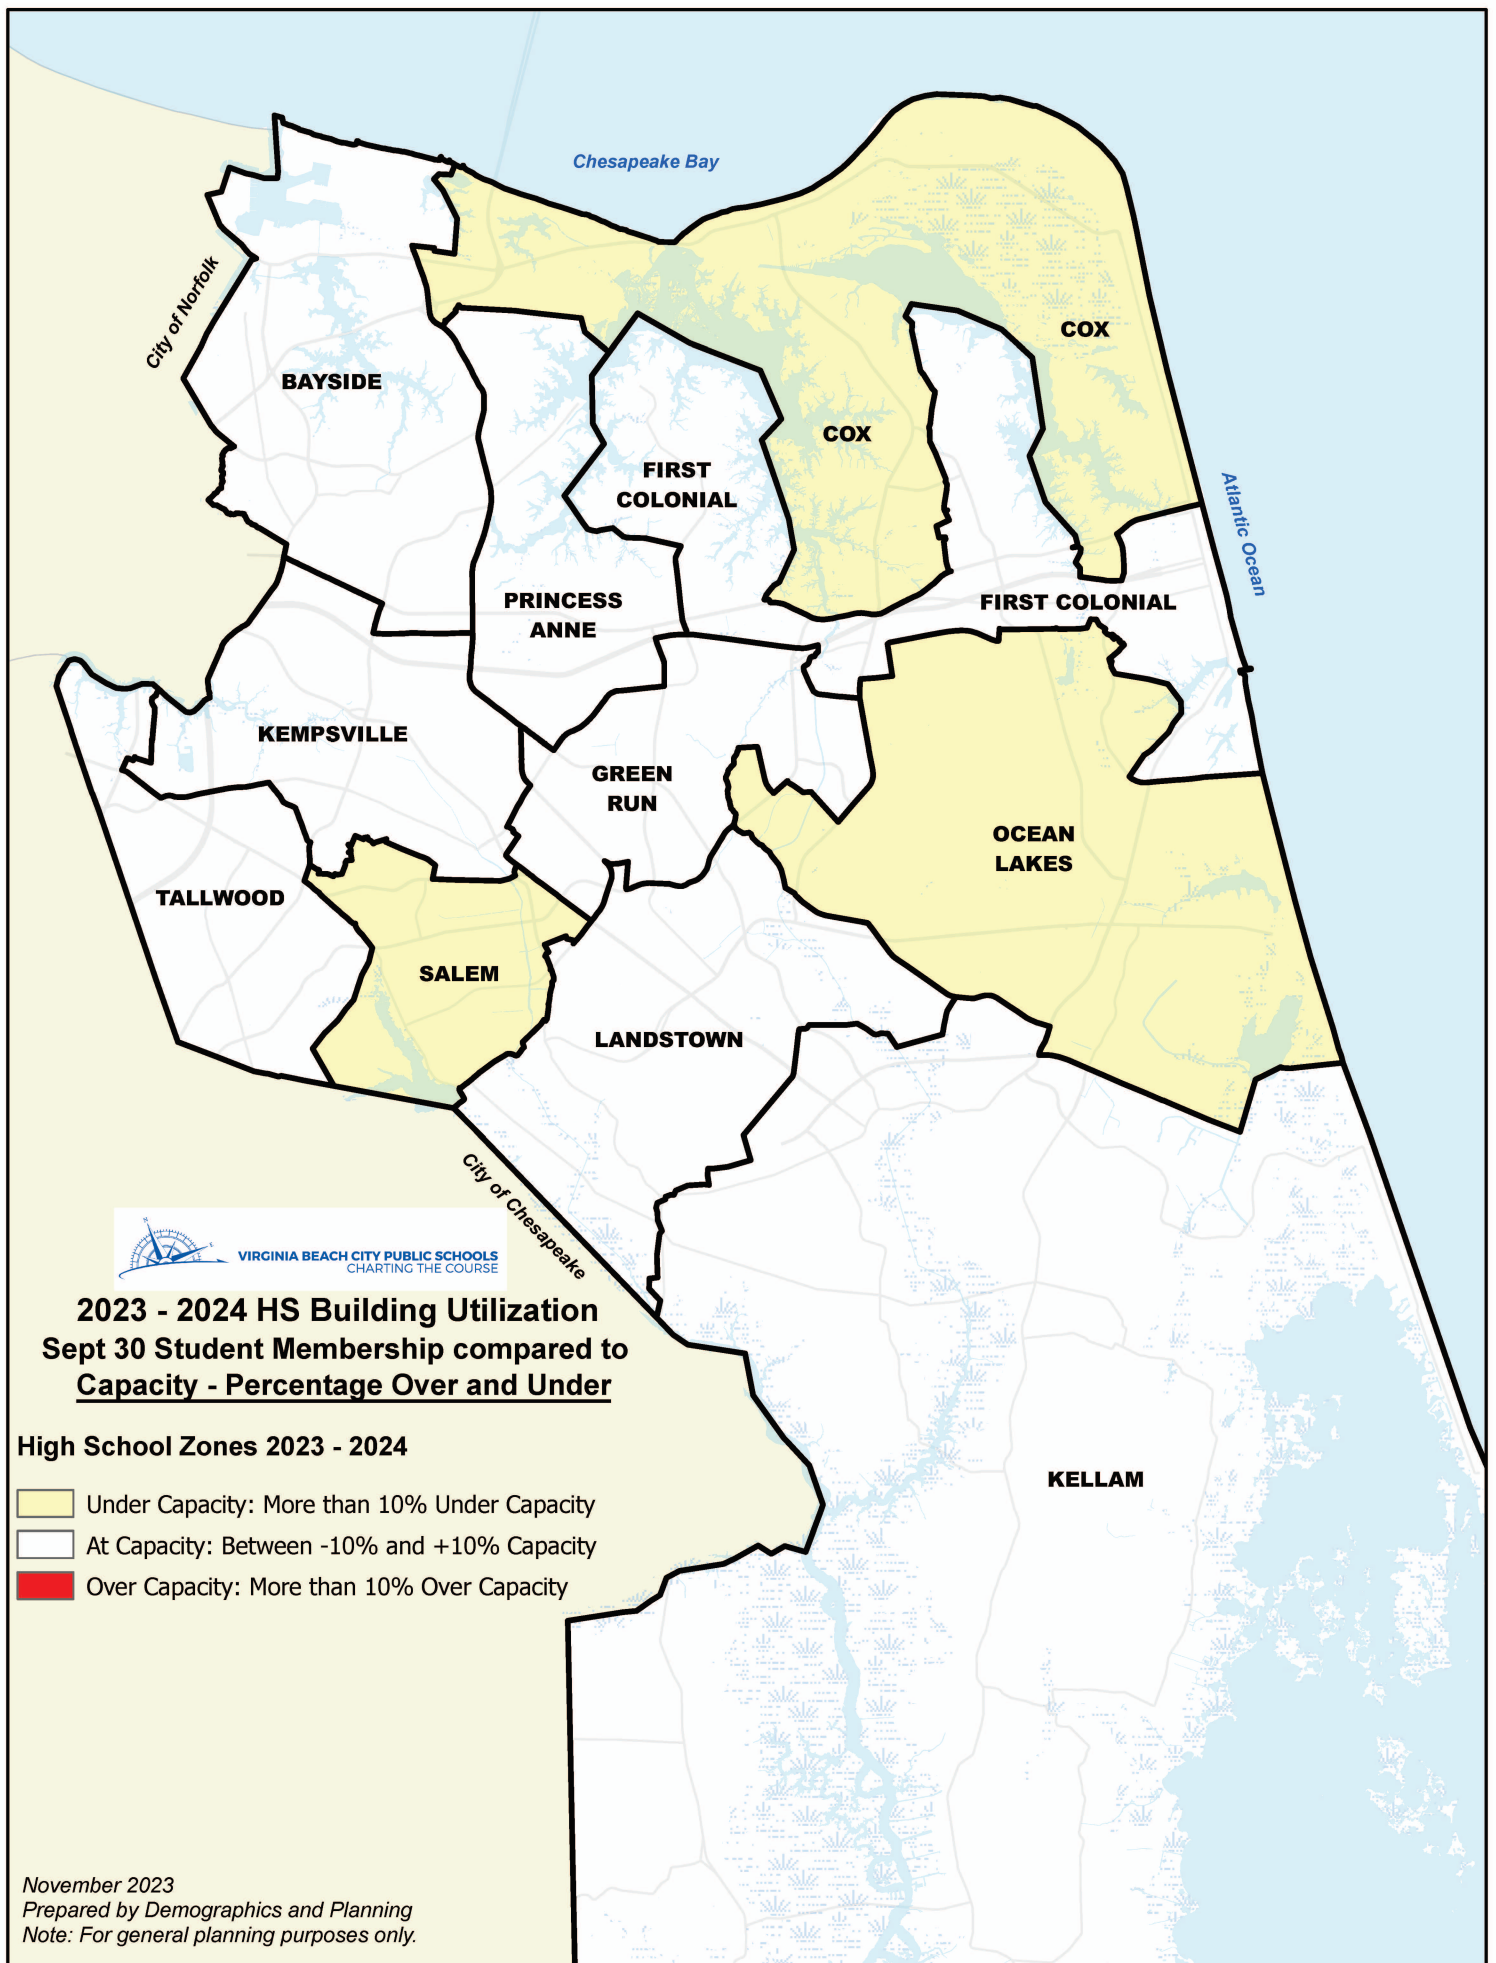 Chesapeake Bay
City of Norfolk
COX
BAYSIDE
COX
FIRST
COLONIAL
Atlantic Ocean
PRINCESS
ANNE
FIRST COLONIAL
KEMPSVILLE
GREEN
RUN
OCEAN
LAKES
TALLWOOD
SALEM
LANDSTOWN
City of Chesapeake
KELLAM
N
E
VIRGINIA BEACH CITY PUBLIC SCHOOLS
CHARTING THE COURSE
2023 - 2024 HS Building Utilization
Sept 30 Student Membership compared to
Capacity - Percentage Over and Under
High School Zones 2023 - 2024
Under Capacity: More than 10% Under Capacity
At Capacity: Between -10% and +10% Capacity
Over Capacity: More than 10% Over Capacity
November 2023
Prepared by Demographics and Planning
Note: For general planning purposes only.